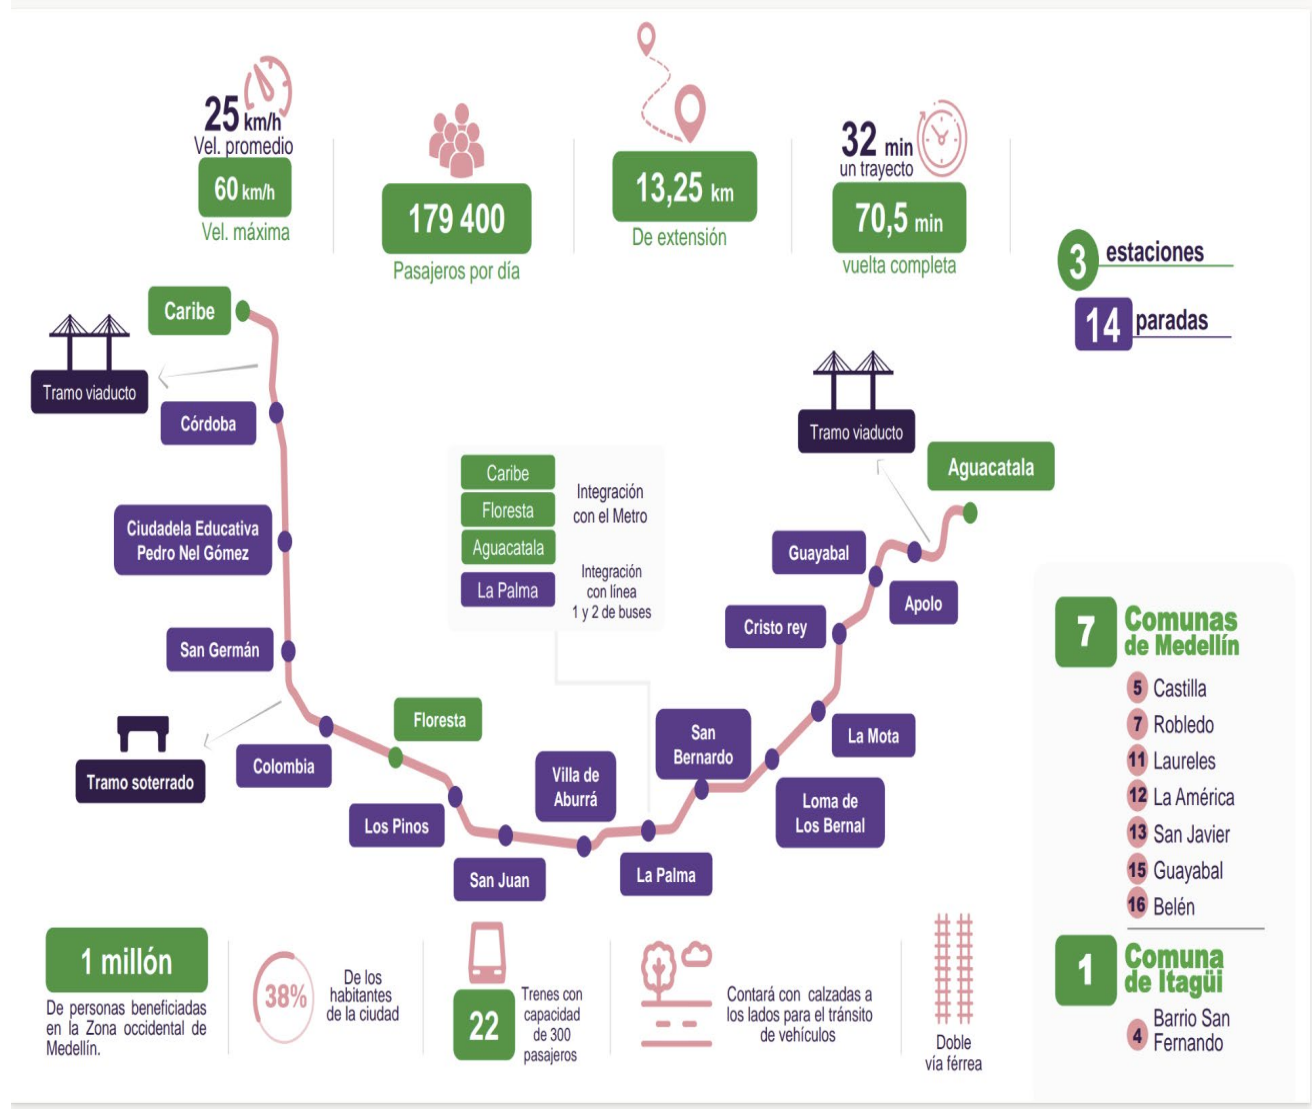 25 km/h
Vel. promedio
60 km/h
Vel. máxima
179 400
Pasajeros por día
13,25 km
De extensión
32 min
un trayecto
70,5 min
vuelta completa
3 estaciones
14 paradas
Caribe
Tramo viaducto
Córdoba
Ciudadela Educativa
Pedro Nel Gómez
San Germán
Tramo soterrado
Colombia
Floresta
Los Pinos
San Juan
Villa de
Aburrá
La Palma
San
Bernardo
Loma de
Los Bernal
La Mota
Cristo rey
Guayabal
Apolo
Tramo viaducto
Aguacatala
Caribe
Floresta
Aguacatala
Integración
con el Metro
La Palma
Integración
con línea
1 y 2 de buses
7 Comunas
de Medellín
5 Castilla
7 Robledo
11 Laureles
12 La América
13 San Javier
15 Guayabal
16 Belén
1 Comuna
de Itagüi
4 Barrio San
Fernando
1 millón
De personas beneficiadas
en la Zona occidental de
Medellín.
38%
De los
habitantes
de la ciudad
22
Trenes con
capacidad
de 300
pasajeros
Contará con calzadas a
los lados para el tránsito
de vehículos
Doble
vía férrea